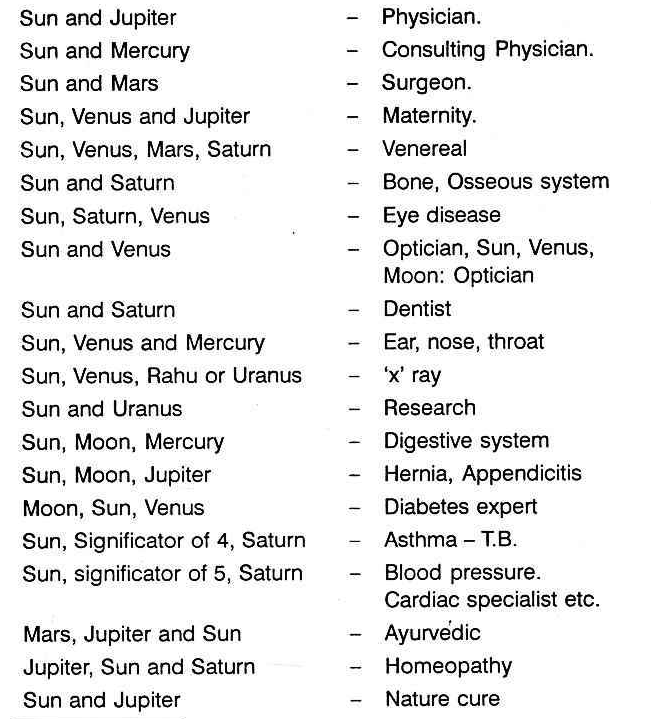 Sun and Jupiter – Physician.
Sun and Mercury – Consulting Physician.
Sun and Mars – Surgeon.
Sun, Venus and Jupiter – Maternity.
Sun, Venus, Mars, Saturn – Venereal
Sun and Saturn – Bone, Osseous system
Sun, Saturn, Venus – Eye disease
Sun and Venus – Optician, Sun, Venus,
Moon: Optician
Sun and Saturn – Dentist
Sun, Venus and Mercury – Ear, nose, throat
Sun, Venus, Rahu or Uranus – ‘x’ ray
Sun and Uranus – Research
Sun, Moon, Mercury – Digestive system
Sun, Moon, Jupiter – Hernia, Appendicitis
Moon, Sun, Venus – Diabetes expert
Sun, Significator of 4, Saturn – Asthma – T.B.
Sun, significator of 5, Saturn – Blood pressure.
Cardiac specialist etc.
Mars, Jupiter and Sun – Ayurvedic
Jupiter, Sun and Saturn – Homeopathy
Sun and Jupiter – Nature cure